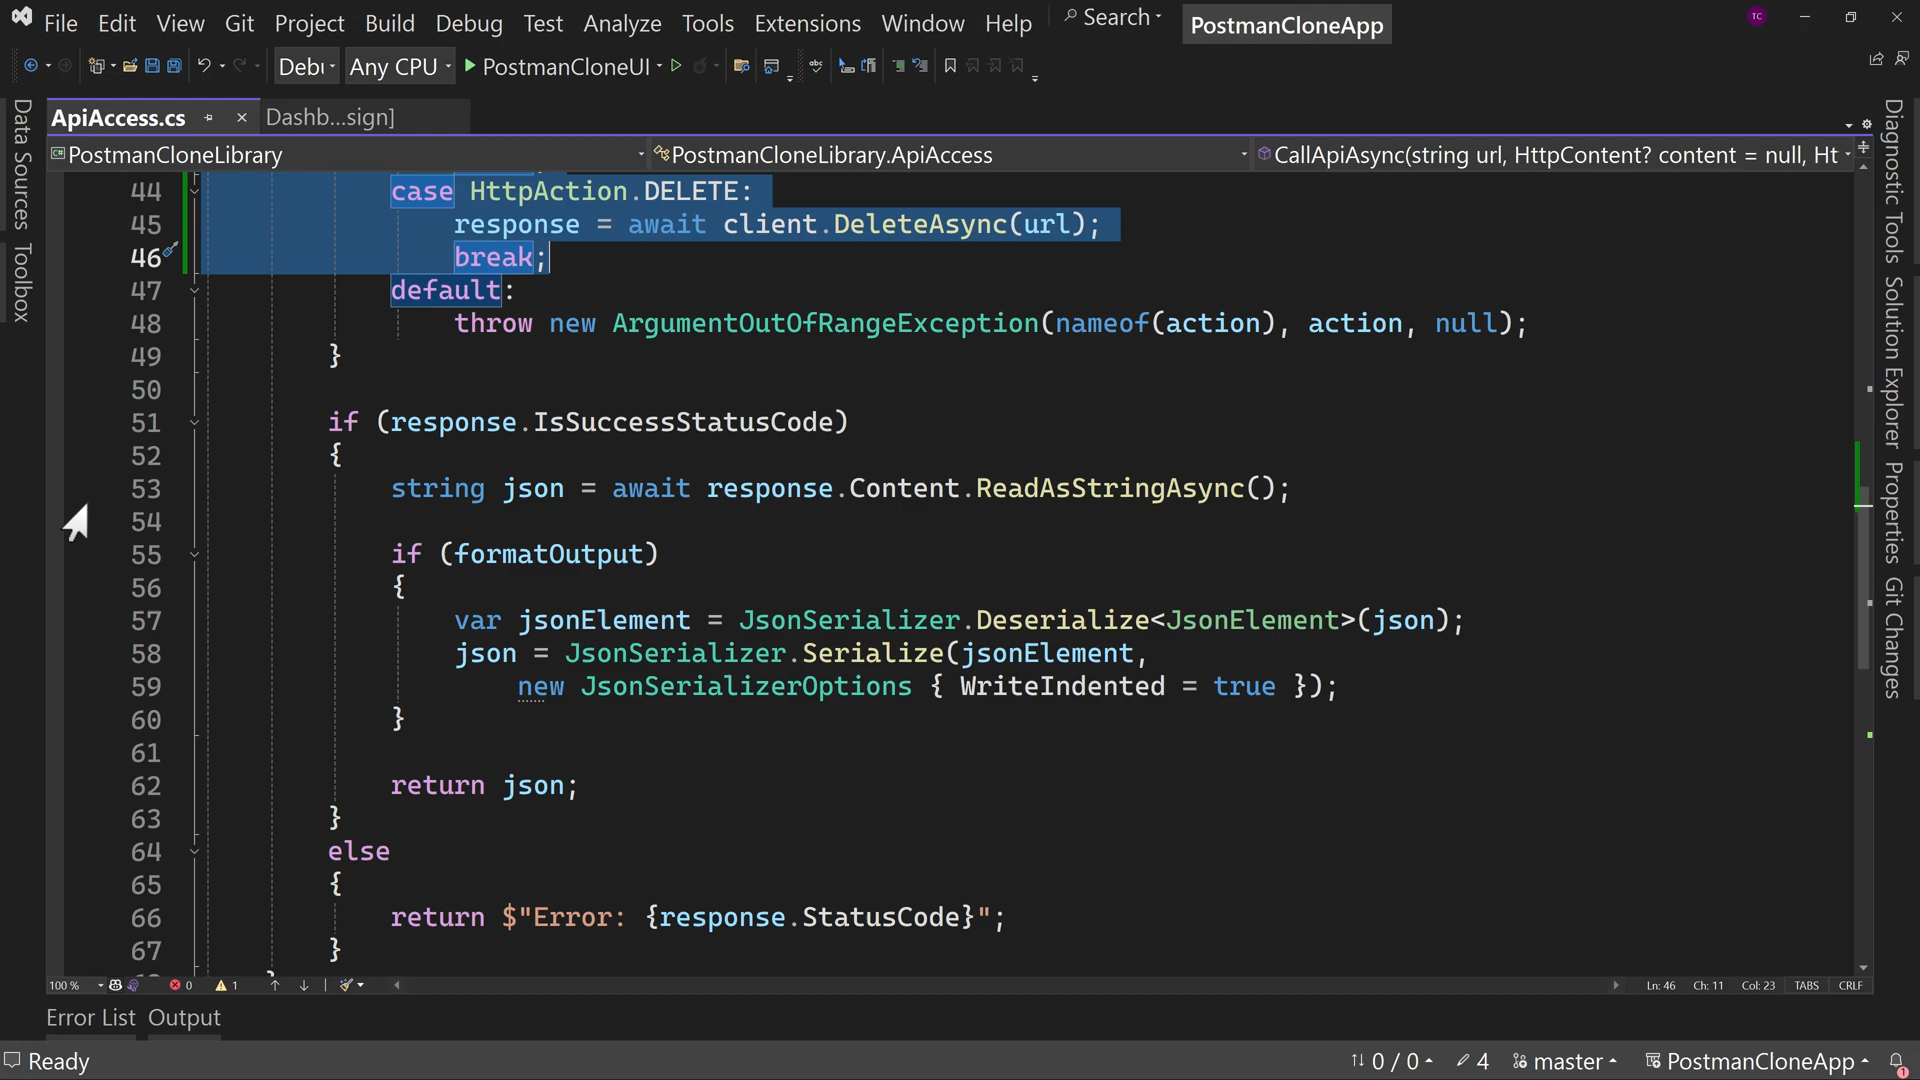 File Edit View Git Project Build Debug Test Analyze Tools Extensions Window Help Search PostmanCloneApp
TC
Debu Any CPU PostmanCloneUI
abc
ApiAccess.cs Dashb...sign]
C# PostmanCloneLibrary PostmanCloneLibrary.ApiAccess CallApiAsync(string url, HttpContent? content = null, Ht
Data Sources
Toolbox
44 case HttpAction.DELETE:
45 response = await client.DeleteAsync(url);
46 break;
47 default:
48 throw new ArgumentOutOfRangeException(nameof(action), action, null);
49 }
50
51 if (response.IsSuccessStatusCode)
52 {
53 string json = await response.Content.ReadAsStringAsync();
54
55 if (formatOutput)
56 {
57 var jsonElement = JsonSerializer.Deserialize<JsonElement>(json);
58 json = JsonSerializer.Serialize(jsonElement,
59 new JsonSerializerOptions { WriteIndented = true });
60 }
61
62 return json;
63 }
64 else
65 {
66 return $"Error: {response.StatusCode}";
67 }
Diagnostic Tools
Solution Explorer
Properties
Git Changes
100 % 0 1 Ln: 46 Ch: 11 Col: 23 TABS CRLF
Error List Output
Ready 0 / 0 4 master PostmanCloneApp 1